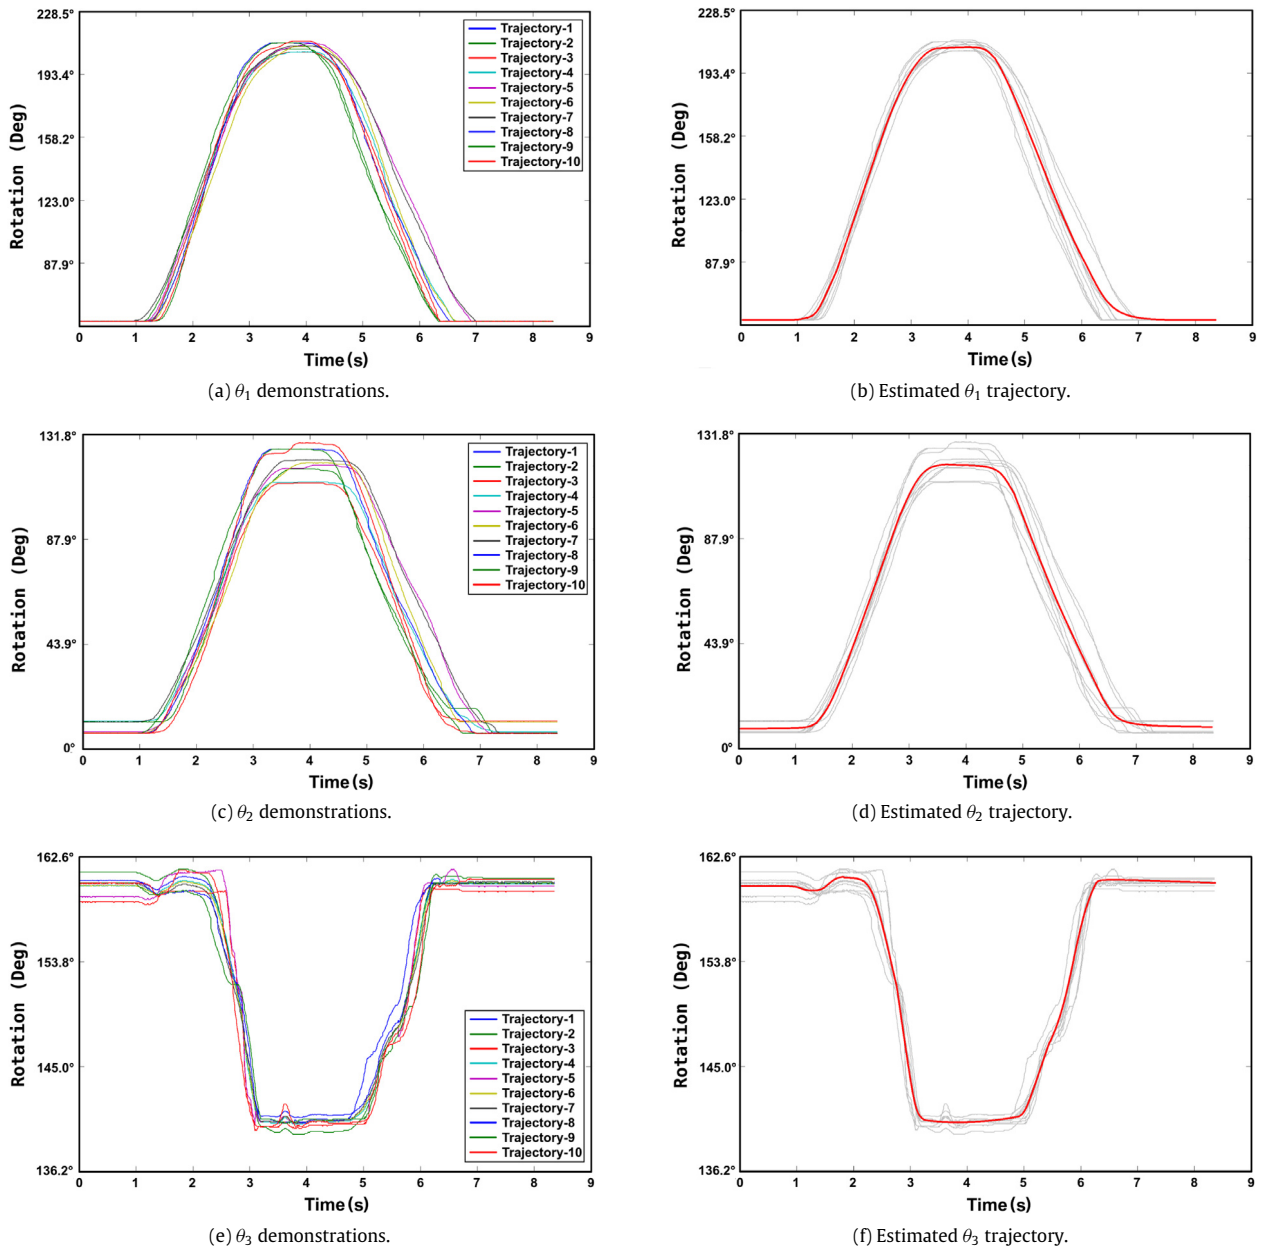 228.5°
193.4°
158.2°
123.0°
87.9°
Rotation (Deg)
0 1 2 3 4 5 6 7 8 9
Time(s)
Trajectory-1
Trajectory-2
Trajectory-3
Trajectory-4
Trajectory-5
Trajectory-6
Trajectory-7
Trajectory-8
Trajectory-9
Trajectory-10
(a) θ1 demonstrations.
228.5°
193.4°
158.2°
123.0°
87.9°
Rotation (Deg)
0 1 2 3 4 5 6 7 8 9
Time(s)
(b) Estimated θ1 trajectory.
131.8°
87.9°
43.9°
0°
Rotation (Deg)
0 1 2 3 4 5 6 7 8 9
Time(s)
Trajectory-1
Trajectory-2
Trajectory-3
Trajectory-4
Trajectory-5
Trajectory-6
Trajectory-7
Trajectory-8
Trajectory-9
Trajectory-10
(c) θ2 demonstrations.
131.8°
87.9°
43.9°
0°
Rotation (Deg)
0 1 2 3 4 5 6 7 8 9
Time(s)
(d) Estimated θ2 trajectory.
162.6°
153.8°
145.0°
136.2°
Rotation (Deg)
0 1 2 3 4 5 6 7 8 9
Time(s)
Trajectory-1
Trajectory-2
Trajectory-3
Trajectory-4
Trajectory-5
Trajectory-6
Trajectory-7
Trajectory-8
Trajectory-9
Trajectory-10
(e) θ3 demonstrations.
162.6°
153.8°
145.0°
136.2°
Rotation (Deg)
0 1 2 3 4 5 6 7 8 9
Time(s)
(f) Estimated θ3 trajectory.